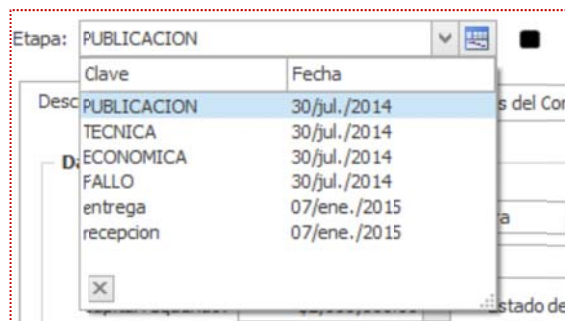 Etapa: PUBLICACION
Clave Fecha
PUBLICACION 30/jul./2014
TECNICA 30/jul./2014
ECONOMICA 30/jul./2014
FALLO 30/jul./2014
entrega 07/ene./2015
recepcion 07/ene./2015